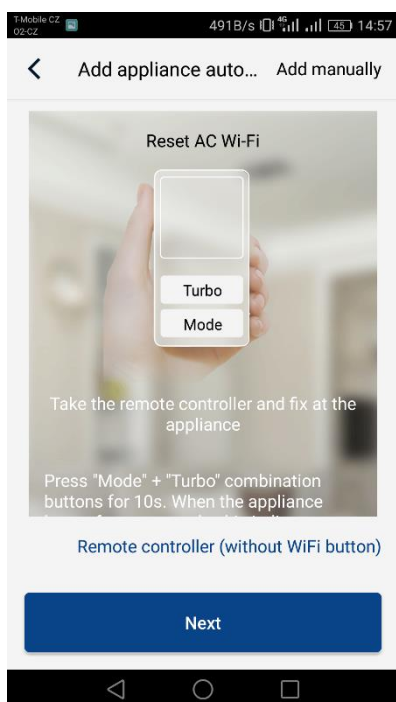 T-Mobile CZ
O2-CZ
491B/s 4G 45 14:57
Add appliance auto... Add manually
Reset AC Wi-Fi
Turbo
Mode
Take the remote controller and fix at the
appliance
Press "Mode" + "Turbo" combination
buttons for 10s. When the appliance
Remote controller (without WiFi button)
Next